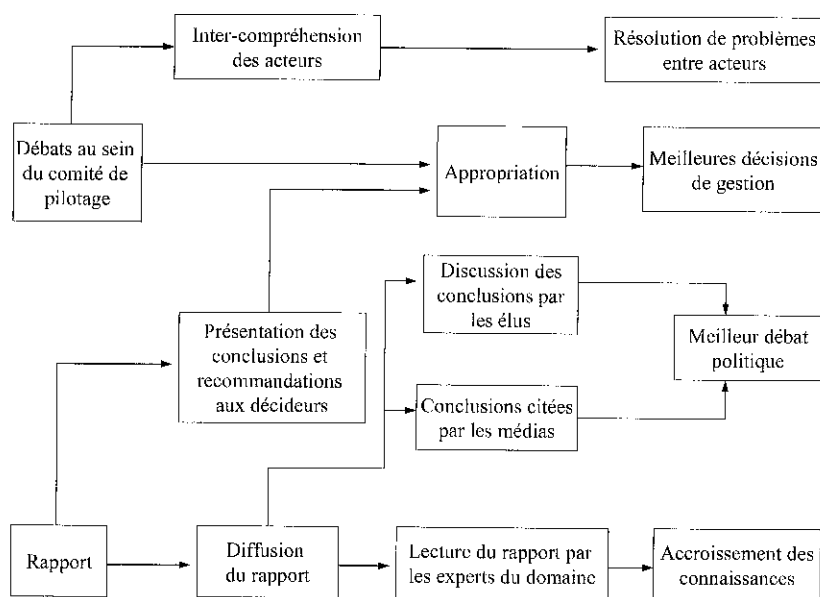 Inter-compréhension
des acteurs
Résolution de problèmes
entre acteurs
Débats au sein
du comité de
pilotage
Appropriation
Meilleures décisions
de gestion
Discussion des
conclusions par
les élus
Présentation des
conclusions et
recommandations
aux décideurs
Meilleur débat
politique
Conclusions citées
par les médias
Rapport
Diffusion
du rapport
Lecture du rapport par
les experts du domaine
Accroissement des
connaissances